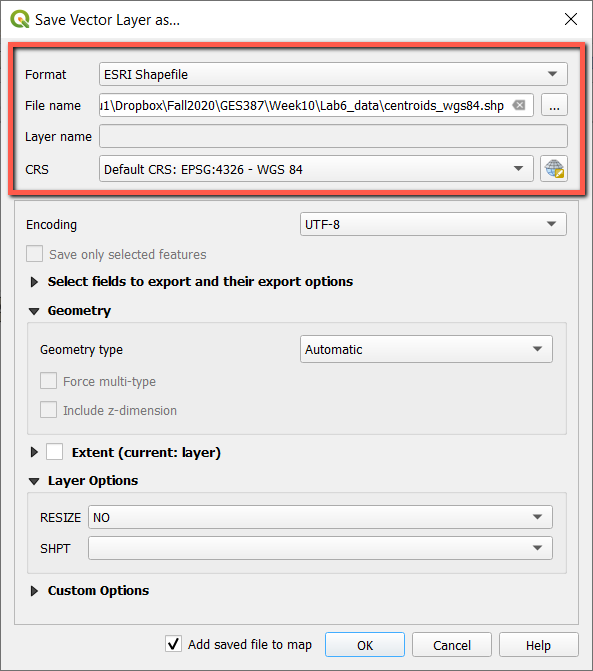 Save Vector Layer as...
Format ESRI Shapefile
File name u1\Dropbox\Fall2020\GES387\Week10\Lab6_data\centroids_wgs84.shp ...
Layer name
CRS Default CRS: EPSG:4326 - WGS 84
Encoding UTF-8
Save only selected features
Select fields to export and their export options
Geometry
Geometry type Automatic
Force multi-type
Include z-dimension
Extent (current: layer)
Layer Options
RESIZE NO
SHPT
Custom Options
Add saved file to map OK Cancel Help